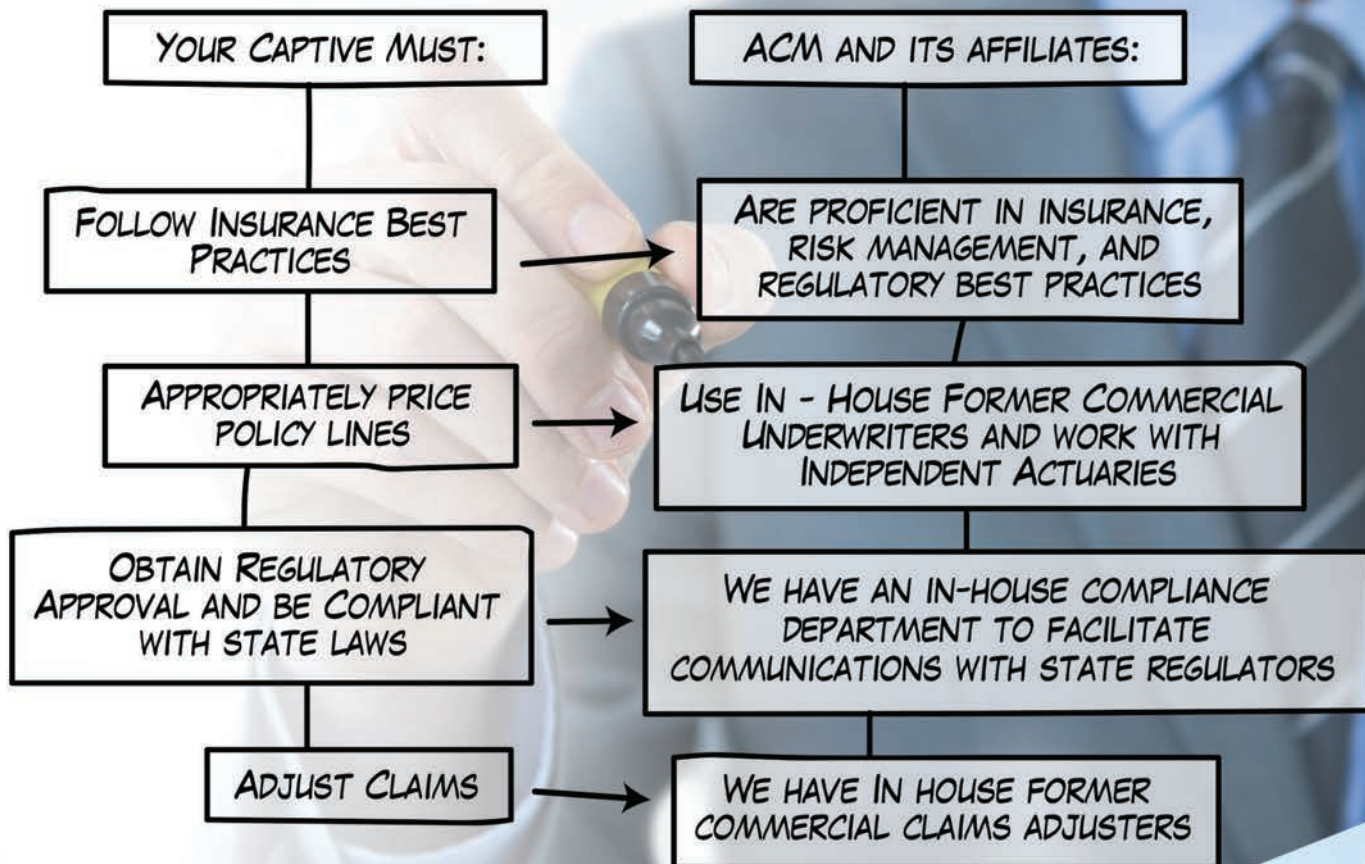 YOUR CAPTIVE MUST:
ACM AND ITS AFFILIATES:
FOLLOW INSURANCE BEST
PRACTICES
ARE PROFICIENT IN INSURANCE,
RISK MANAGEMENT, AND
REGULATORY BEST PRACTICES
APPROPRIATELY PRICE
POLICY LINES
USE IN - HOUSE FORMER COMMERCIAL
UNDERWRITERS AND WORK WITH
INDEPENDENT ACTUARIES
OBTAIN REGULATORY
APPROVAL AND BE COMPLIANT
WITH STATE LAWS
WE HAVE AN IN-HOUSE COMPLIANCE
DEPARTMENT TO FACILITATE
COMMUNICATIONS WITH STATE REGULATORS
ADJUST CLAIMS
WE HAVE IN HOUSE FORMER
COMMERCIAL CLAIMS ADJUSTERS